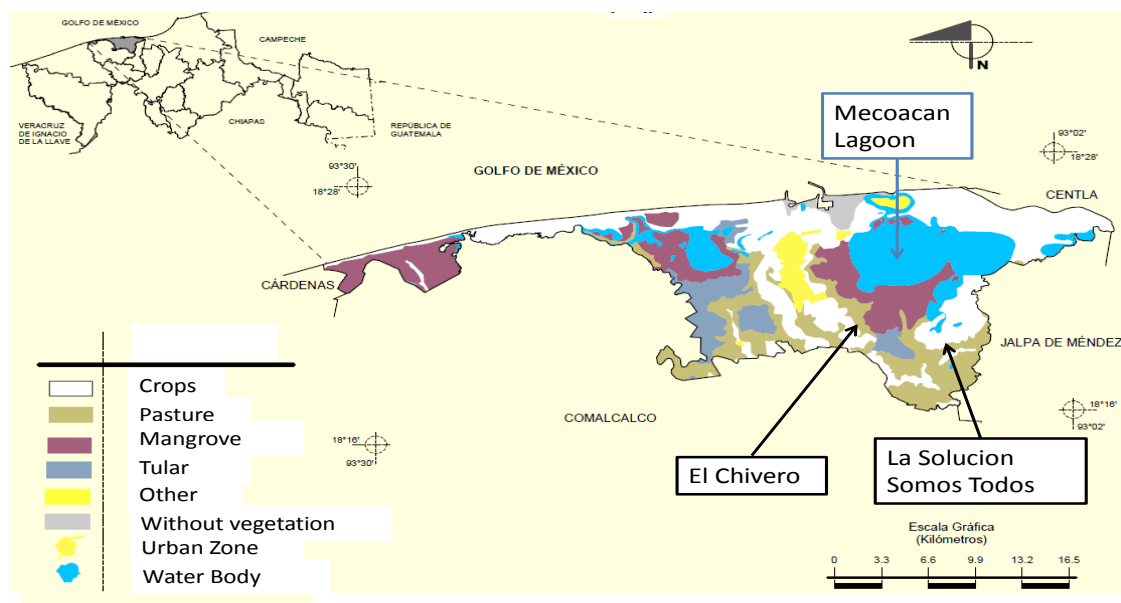 GOLFO DE MÉXICO
CAMPECHE
VERACRUZ
DE IGNACIO
DE LA LLAVE
CHIAPAS
REPÚBLICA DE
GUATEMALA
N
Mecoacan
Lagoon
93°30'
18°28'
GOLFO DE MÉXICO
93°02'
18°28'
CENTLA
CÁRDENAS
JALPA DE MÉNDEZ
COMALCALCO
18°16'
93°30'
18°16'
93°02'
El Chivero
La Solucion
Somos Todos
Crops
Pasture
Mangrove
Tular
Other
Without vegetation
Urban Zone
Water Body
Escala Gráfica
(Kilómetros)
0 3.3 6.6 9.9 13.2 16.5